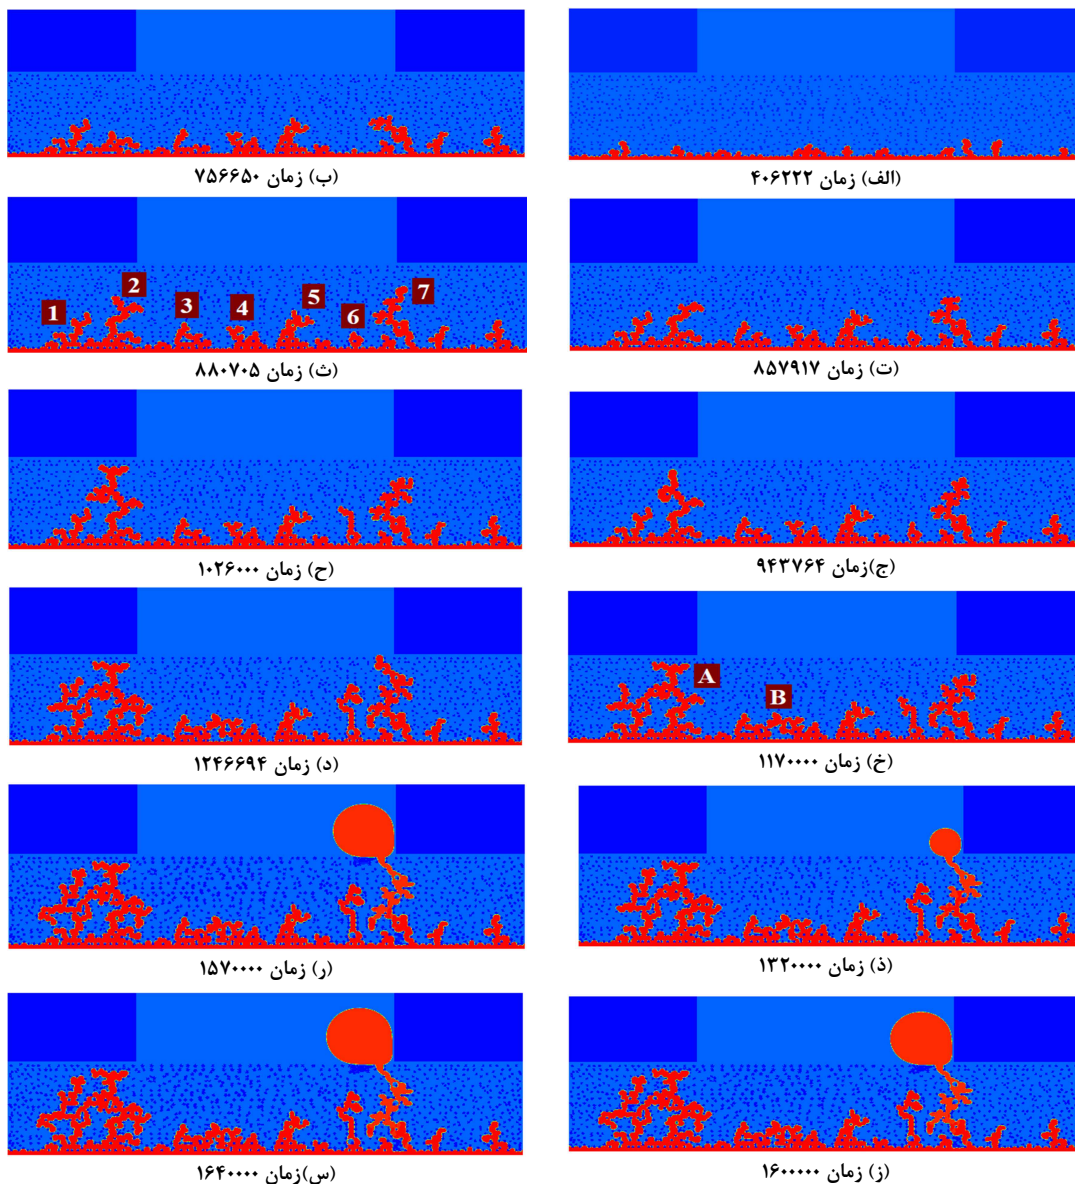 (الف) زمان ۴۰۶۲۲۲
(ب) زمان ۷۵۶۶۵۰
(ت) زمان ۸۵۷۹۱۷
1 2 3 4 5 6 7
(ث) زمان ۸۸۰۷۰۵
(ج)زمان ۹۴۳۷۶۴
(ح) زمان ۱۰۲۶۰۰۰
A
B
(خ) زمان ۱۱۷۰۰۰۰
(د) زمان ۱۲۴۶۶۹۴
(ذ) زمان ۱۳۲۰۰۰۰
(ر) زمان ۱۵۷۰۰۰۰
(ز) زمان ۱۶۰۰۰۰۰
(س)زمان ۱۶۴۰۰۰۰